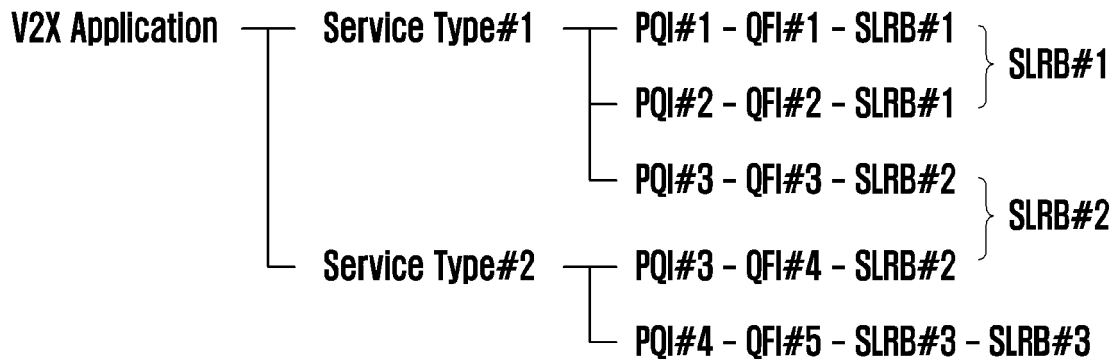 V2X Application Service Type#1 PQI#1 – QFI#1 – SLRB#1
SLRB#1
PQI#2 – QFI#2 – SLRB#1
PQI#3 – QFI#3 – SLRB#2
SLRB#2
Service Type#2 PQI#3 – QFI#4 – SLRB#2
PQI#4 – QFI#5 – SLRB#3 – SLRB#3